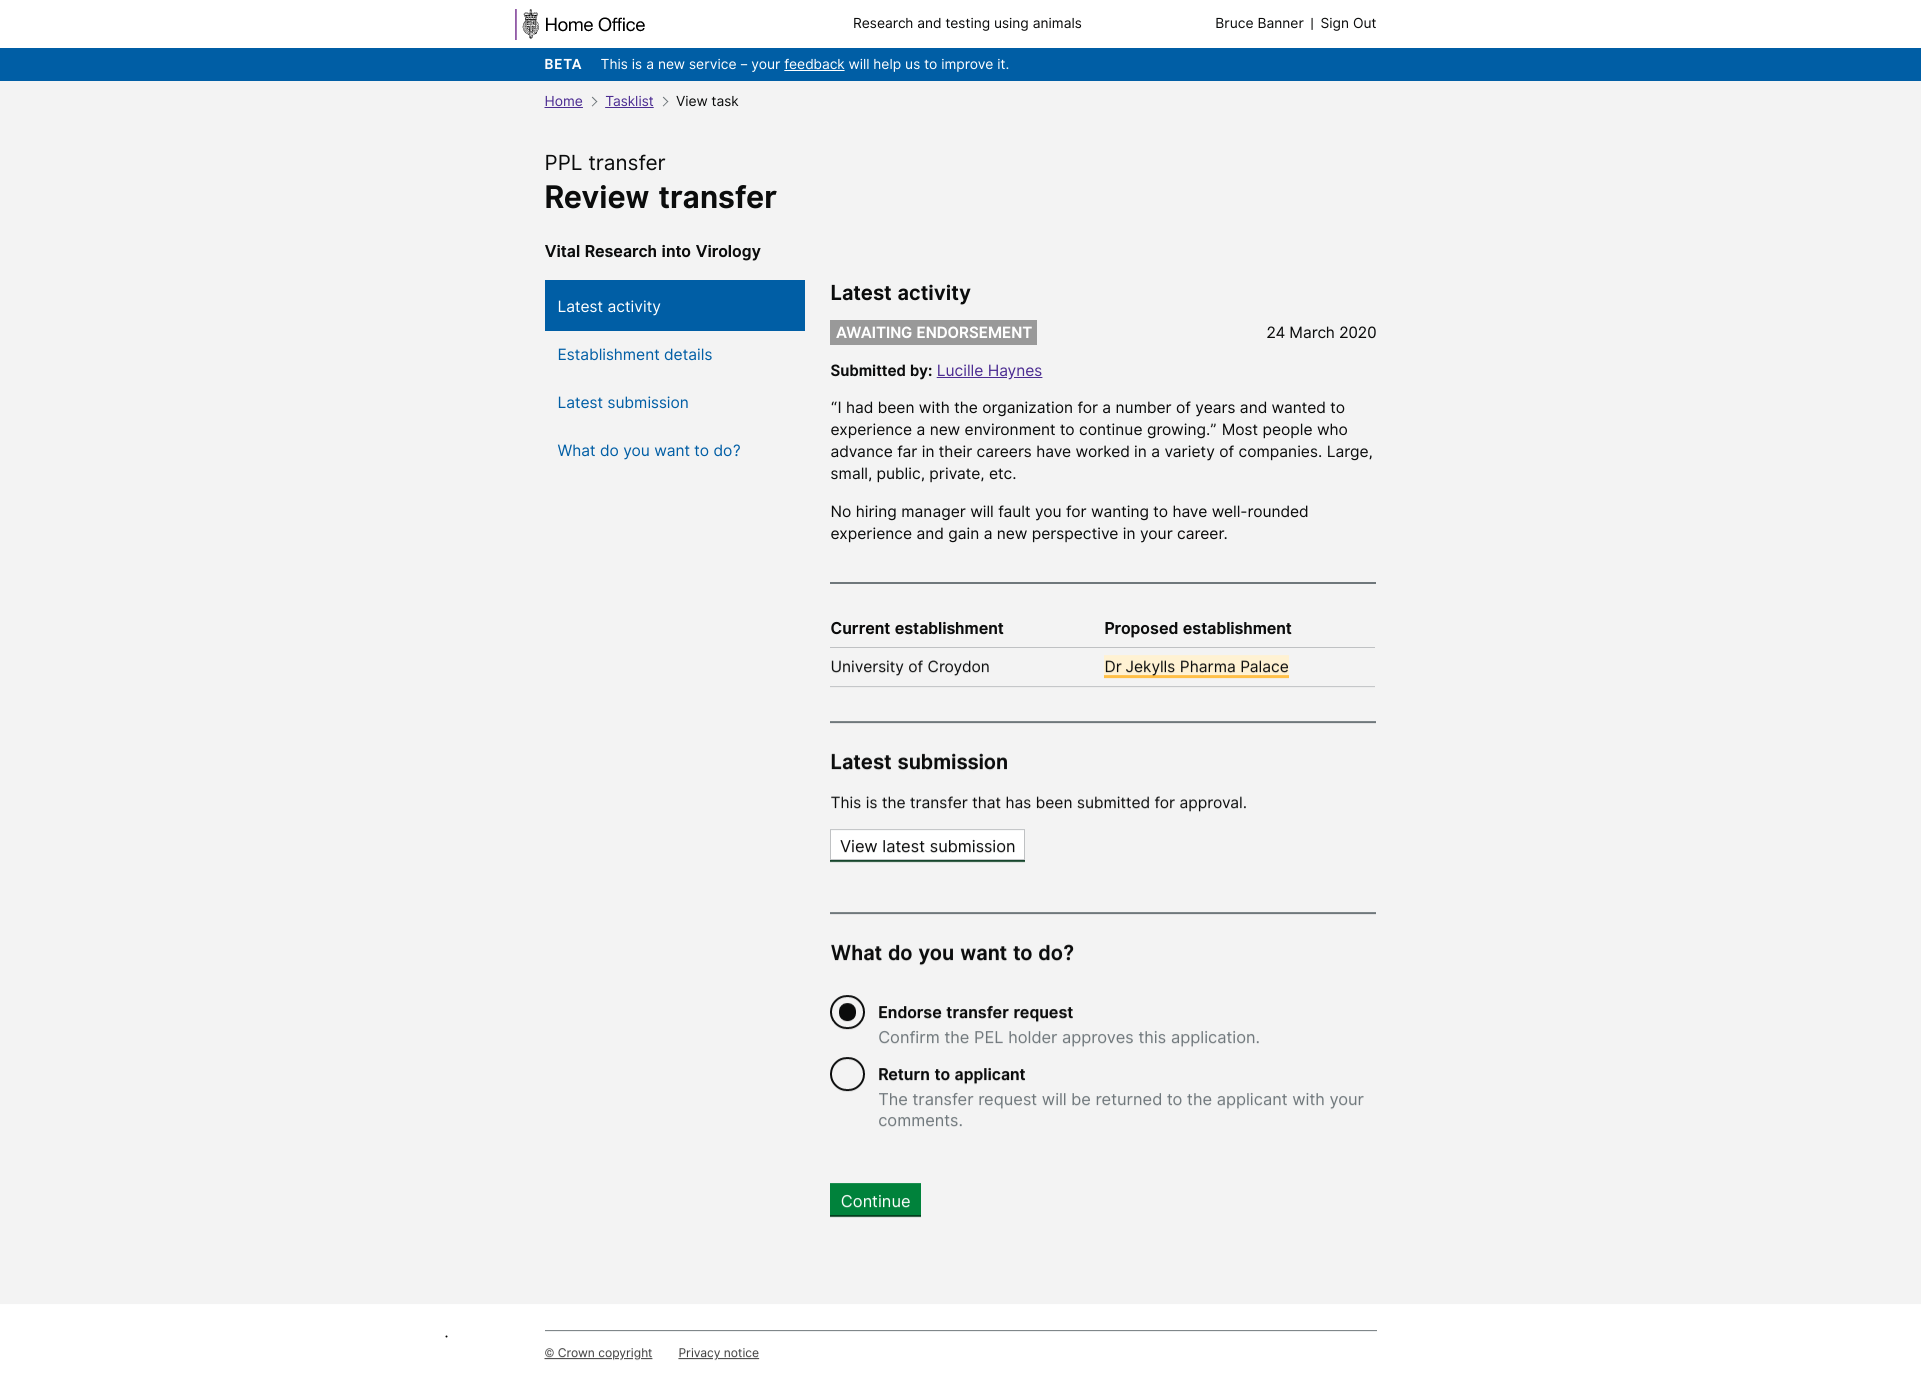 Home Office
Research and testing using animals
Bruce Banner | Sign Out
BETA This is a new service – your feedback will help us to improve it.
Home > Tasklist > View task
PPL transfer
Review transfer
Vital Research into Virology
Latest activity
Establishment details
Latest submission
What do you want to do?
Latest activity
AWAITING ENDORSEMENT
24 March 2020
Submitted by: Lucille Haynes
“I had been with the organization for a number of years and wanted to
experience a new environment to continue growing.” Most people who
advance far in their careers have worked in a variety of companies. Large,
small, public, private, etc.
No hiring manager will fault you for wanting to have well-rounded
experience and gain a new perspective in your career.
Current establishment Proposed establishment
University of Croydon Dr Jekylls Pharma Palace
Latest submission
This is the transfer that has been submitted for approval.
View latest submission
What do you want to do?
Endorse transfer request
Confirm the PEL holder approves this application.
Return to applicant
The transfer request will be returned to the applicant with your
comments.
Continue
.
© Crown copyright Privacy notice